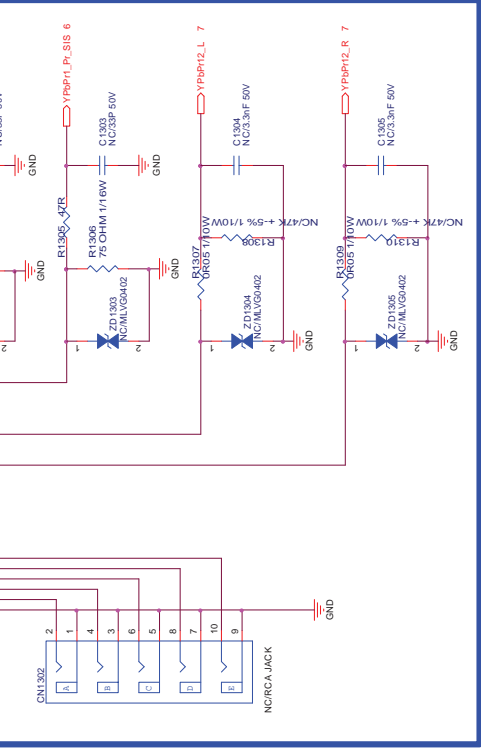 YPbPr1_Pr_SIS 6
YPbPr12_L 7
YPbPr12_R 7
GND
C1303
NC/33P 50V
GND
C1304
NC/3.3nF 50V
C1305
NC/3.3nF 50V
R1305 47R
R1306
75 OHM 1/16W
GND
GND
R1307
0R05 1/10W
R1308
NC/47K +-5% 1/10W
R1309
0R05 1/10W
R1310
NC/47K +-5% 1/10W
2
1
ZD1303
NC/MLVG0402
2
1
ZD1304
NC/MLVG0402
2
GND
1
ZD1305
NC/MLVG0402
2
GND
CN1302
2
1
4
3
6
5
8
7
10
9
A
B
C
D
E
GND
NC/RCA JACK